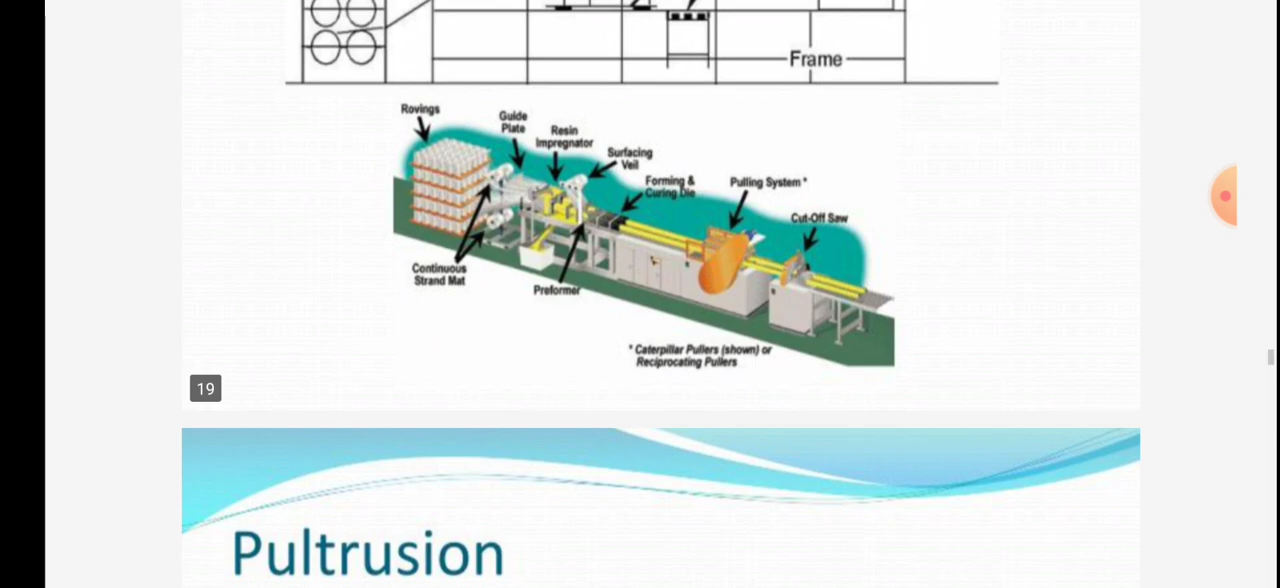 Frame
Rovings
Guide
Plate
Resin
Impregnator
Surfacing
Veil
Forming &
Curing Die
Pulling System *
Cut-Off Saw
Continuous
Strand Mat
Preformer
* Caterpillar Pullers (shown) or
Reciprocating Pullers
19
Pultrusion